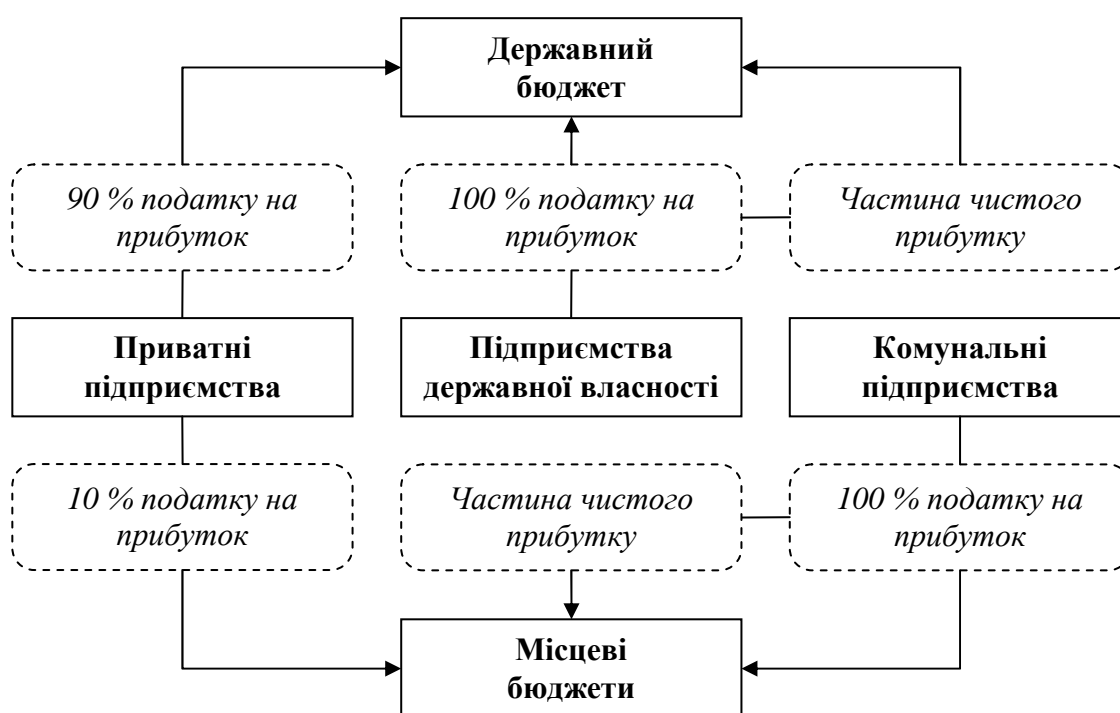 Державний
бюджет
90 % податку на
прибуток
100 % податку на
прибуток
Частина чистого
прибутку
Приватні
підприємства
Підприємства
державної власності
Комунальні
підприємства
10 % податку на
прибуток
Частина чистого
прибутку
100 % податку на
прибуток
Місцеві
бюджети